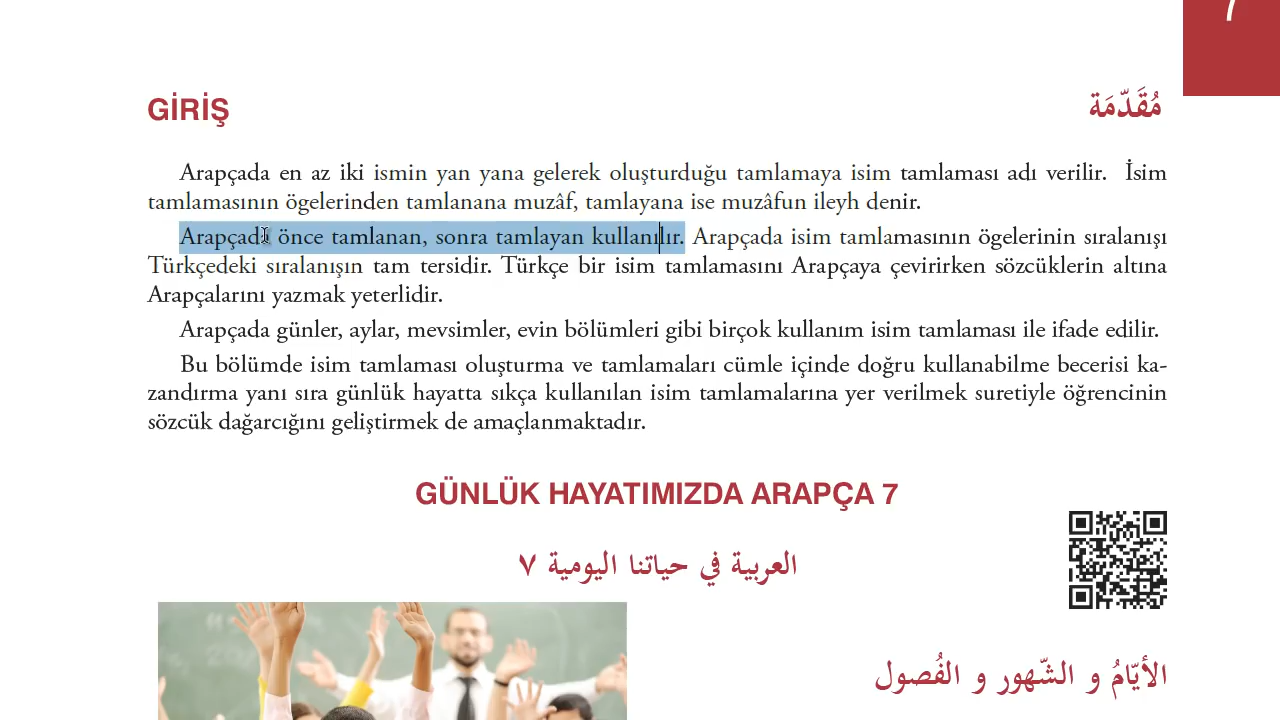 GİRİŞ
مُقَدّمَة
Arapçada en az iki ismin yan yana gelerek oluşturduğu tamlamaya isim tamlaması adı verilir. İsim
tamlamasının ögelerinden tamlanana muzâf, tamlayana ise muzâfun ileyh denir.
Arapçada önce tamlanan, sonra tamlayan kullanılır. Arapçada isim tamlamasının ögelerinin sıralanışı
Türkçedeki sıralanışın tam tersidir. Türkçe bir isim tamlamasını Arapçaya çevirirken sözcüklerin altına
Arapçalarını yazmak yeterlidir.
Arapçada günler, aylar, mevsimler, evin bölümleri gibi birçok kullanım isim tamlaması ile ifade edilir.
Bu bölümde isim tamlaması oluşturma ve tamlamaları cümle içinde doğru kullanabilme becerisi ka-
zandırma yanı sıra günlük hayatta sıkça kullanılan isim tamlamalarına yer verilmek suretiyle öğrencinin
sözcük dağarcığını geliştirmek de amaçlanmaktadır.
GÜNLÜK HAYATIMIZDA ARAPÇA 7
العربية في حياتنا اليومية ٧
الأيّامُ و الشّهور و الفُصول